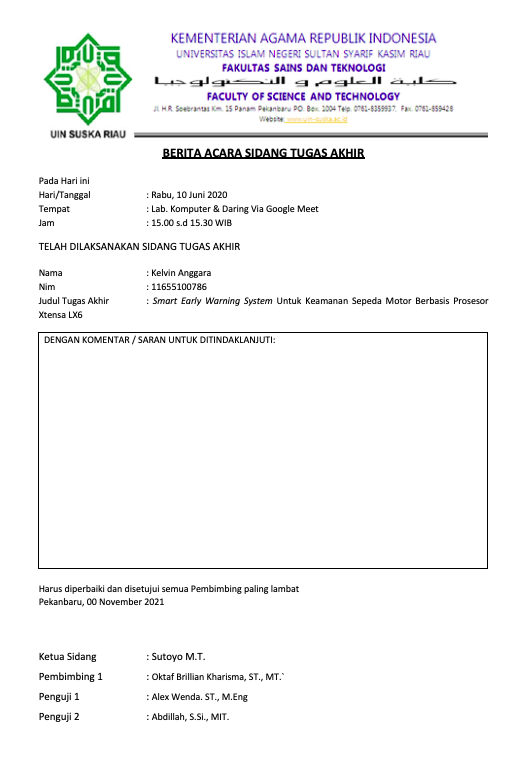 KEMENTERIAN AGAMA REPUBLIK INDONESIA
UNIVERSITAS ISLAM NEGERI SULTAN SYARIF KASIM RIAU
FAKULTAS SAINS DAN TEKNOLOGI
كلية العلوم و التكنولوجيا
FACULTY OF SCIENCE AND TECHNOLOGY
Jl. H.R. Soebrantas Km. 15 Panam Pekanbaru PO. Box. 1004 Telp. 0761-8359937, Fax. 0761-859428
Website: www.uin-suska.ac.id
UIN SUSKA RIAU
BERITA ACARA SIDANG TUGAS AKHIR
Pada Hari ini
Hari/Tanggal : Rabu, 10 Juni 2020
Tempat : Lab. Komputer & Daring Via Google Meet
Jam : 15.00 s.d 15.30 WIB
TELAH DILAKSANAKAN SIDANG TUGAS AKHIR
Nama : Kelvin Anggara
Nim : 11655100786
Judul Tugas Akhir : Smart Early Warning System Untuk Keamanan Sepeda Motor Berbasis Prosesor
Xtensa LX6
DENGAN KOMENTAR / SARAN UNTUK DITINDAKLANJUTI:
Harus diperbaiki dan disetujui semua Pembimbing paling lambat
Pekanbaru, 00 November 2021
Ketua Sidang : Sutoyo M.T.
Pembimbing 1 : Oktaf Brillian Kharisma, ST., MT.`
Penguji 1 : Alex Wenda. ST., M.Eng
Penguji 2 : Abdillah, S.Si., MIT.